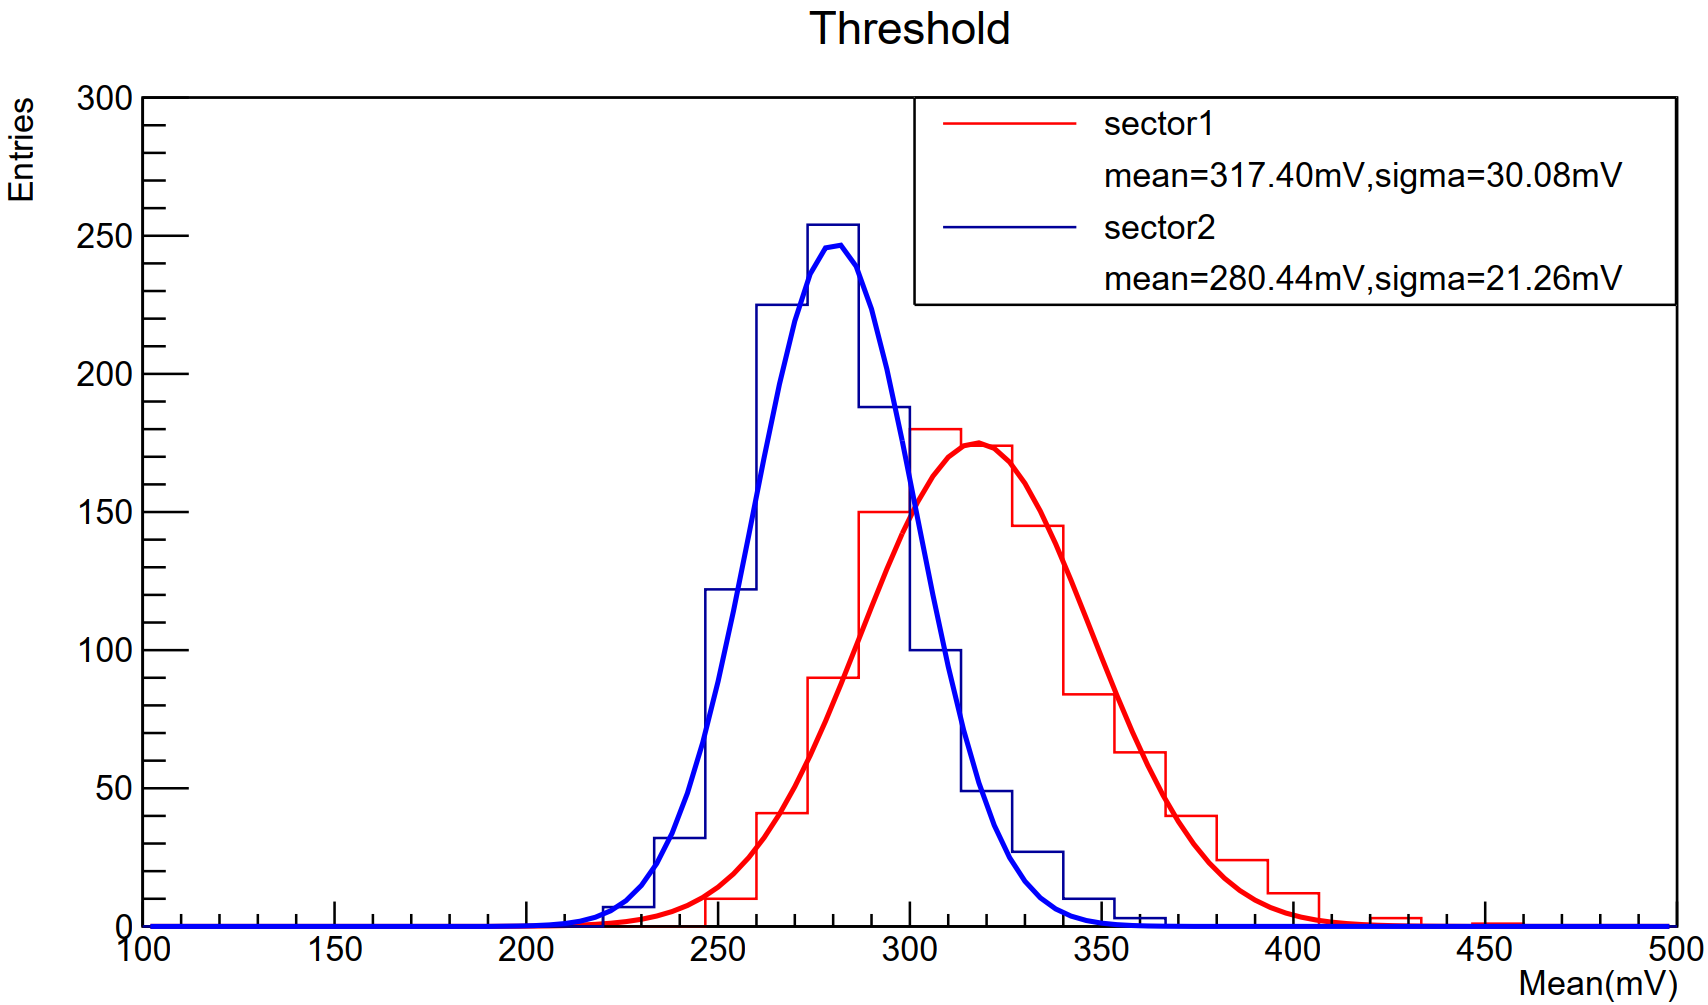 Threshold
Entries
300
250
200
150
100
50
0
sector1
mean=317.40mV,sigma=30.08mV
sector2
mean=280.44mV,sigma=21.26mV
100 150 200 250 300 350 400 450 500
Mean(mV)